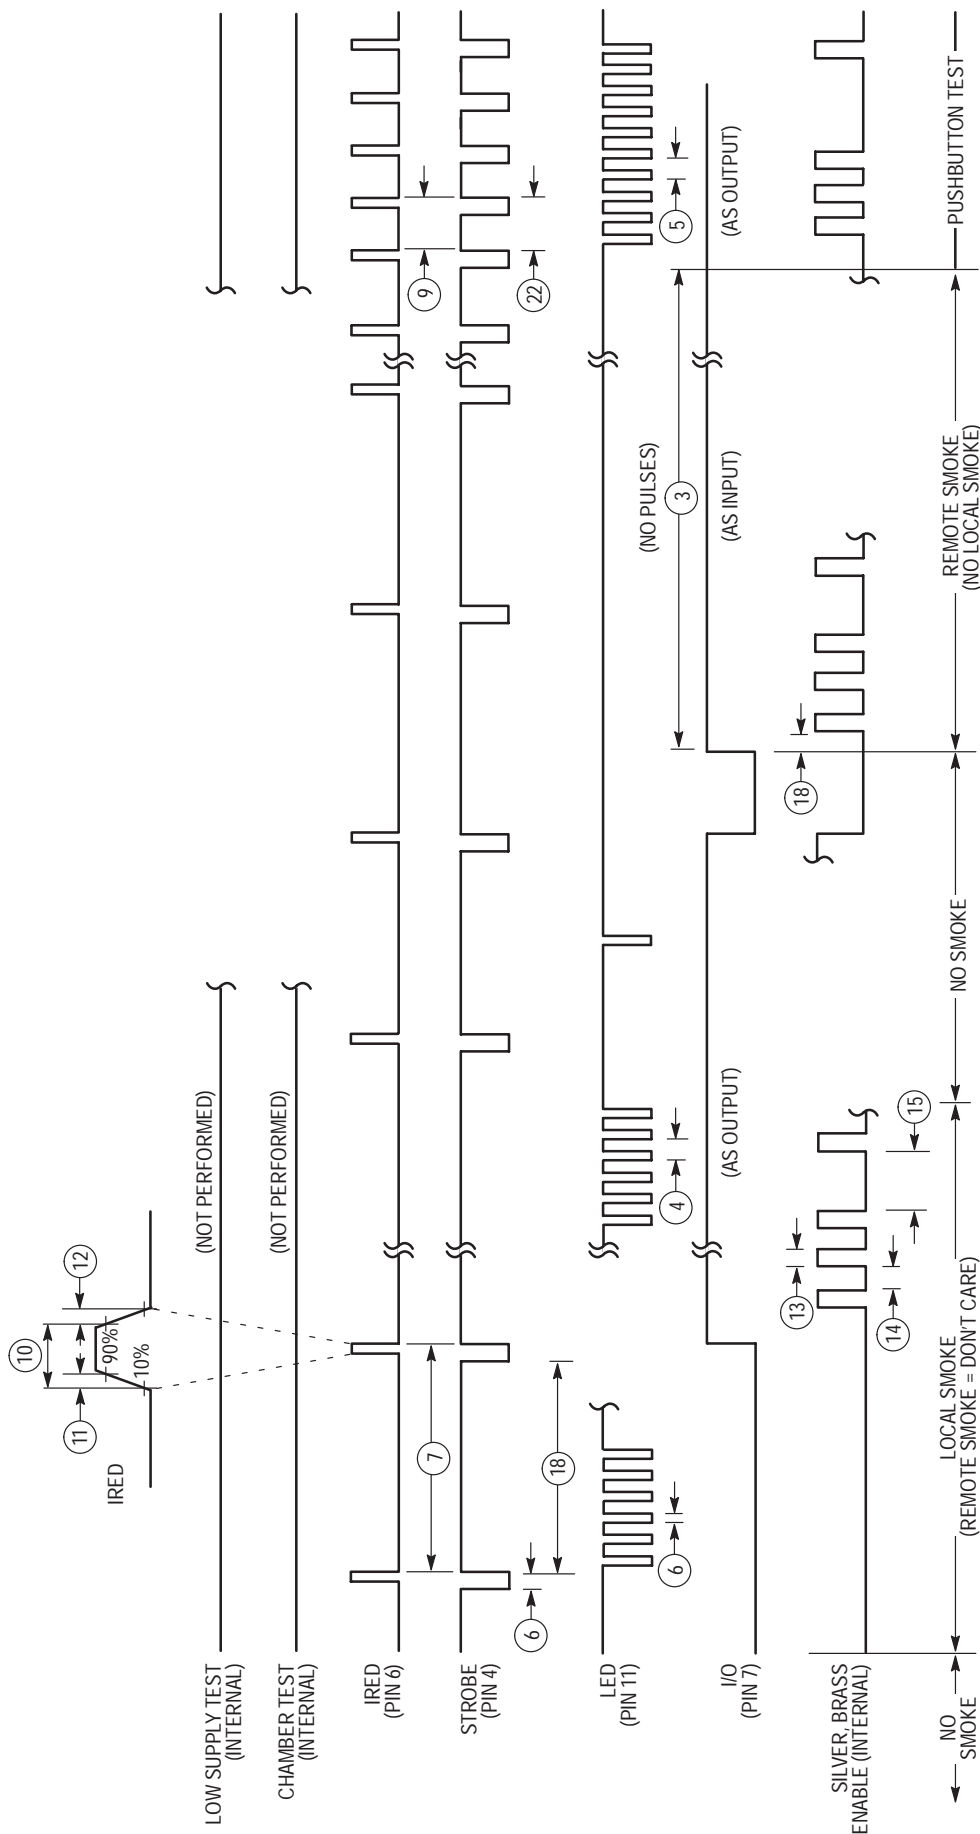 10
11
12
IRED
90%
10%
LOW SUPPLY TEST
(INTERNAL)
(NOT PERFORMED)
CHAMBER TEST
(INTERNAL)
(NOT PERFORMED)
IRED
(PIN 6)
7
9
STROBE
(PIN 4)
6
18
22
LED
(PIN 11)
6
4
(NO PULSES)
5
3
I/O
(PIN 7)
(AS OUTPUT)
(AS INPUT)
(AS OUTPUT)
18
13
14
15
SILVER, BRASS
ENABLE (INTERNAL)
NO
SMOKE
LOCAL SMOKE
(REMOTE SMOKE = DON'T CARE)
NO SMOKE
REMOTE SMOKE
(NO LOCAL SMOKE)
PUSHBUTTON TEST